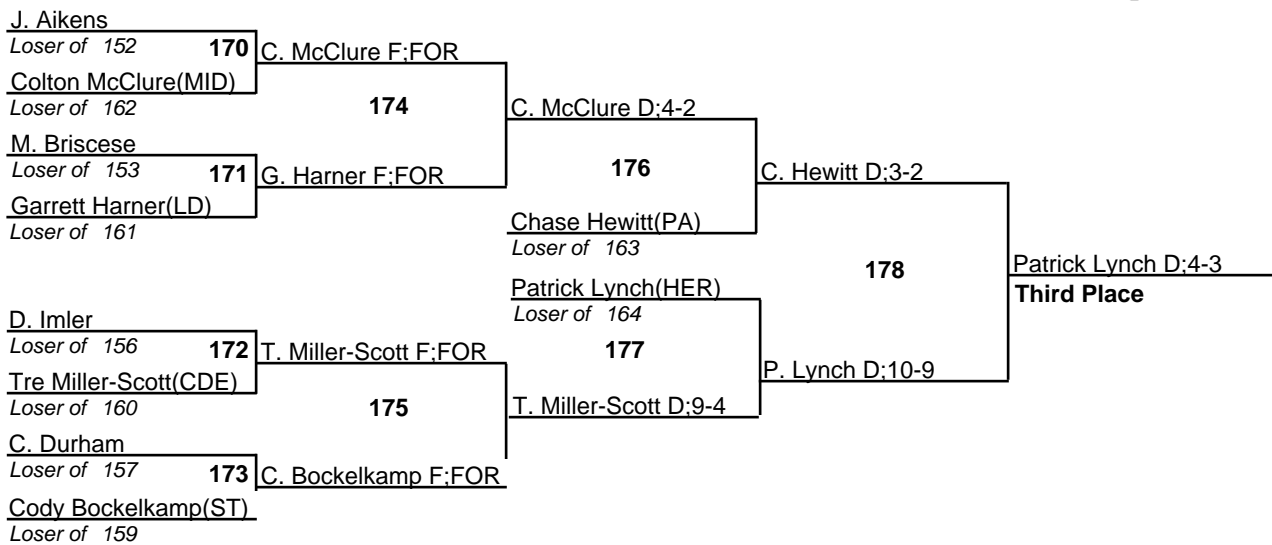 J. Aikens
Loser of 152
170
C. McClure F;FOR
Colton McClure(MID)
Loser of 162
174
C. McClure D;4-2
M. Briscese
Loser of 153
171
G. Harner F;FOR
176
C. Hewitt D;3-2
Garrett Harner(LD)
Loser of 161
Chase Hewitt(PA)
Loser of 163
178
Patrick Lynch D;4-3
Third Place
Patrick Lynch(HER)
Loser of 164
D. Imler
Loser of 156
172
T. Miller-Scott F;FOR
177
P. Lynch D;10-9
Tre Miller-Scott(CDE)
Loser of 160
175
T. Miller-Scott D;9-4
C. Durham
Loser of 157
173
C. Bockelkamp F;FOR
Cody Bockelkamp(ST)
Loser of 159